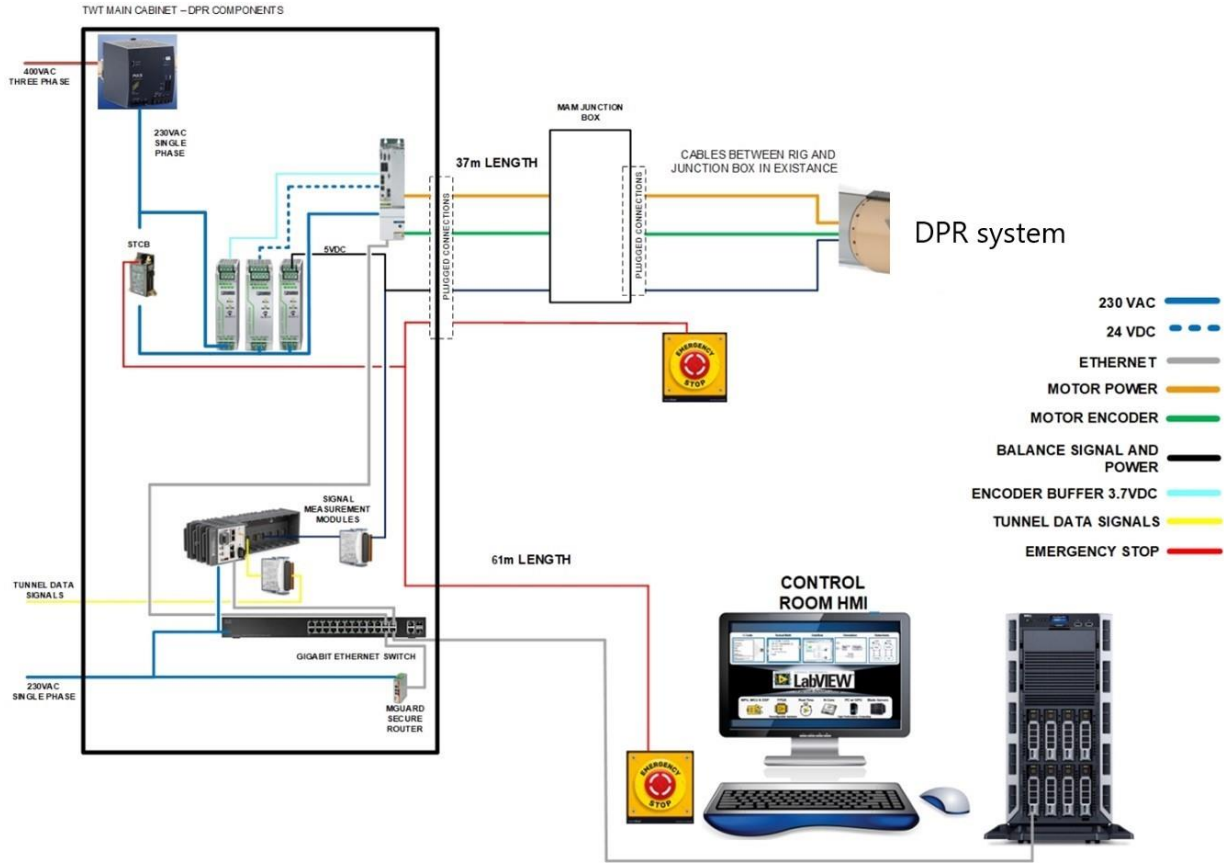 TWT MAIN CABINET – DPR COMPONENTS
400VAC
THREE PHASE
230VAC
SINGLE
PHASE
STCB
5VDC
37m LENGTH
PLUGGED CONNECTIONS
MAM JUNCTION
BOX
CABLES BETWEEN RIG AND
JUNCTION BOX IN EXISTANCE
PLUGGED CONNECTIONS
DPR system
230 VAC
24 VDC
ETHERNET
MOTOR POWER
MOTOR ENCODER
BALANCE SIGNAL AND
POWER
ENCODER BUFFER 3.7VDC
TUNNEL DATA SIGNALS
EMERGENCY STOP
EMERGENCY
STOP
SIGNAL
MEASUREMENT
MODULES
TUNNEL DATA
SIGNALS
GIGABIT ETHERNET SWITCH
230VAC
SINGLE PHASE
MGUARD
SECURE
ROUTER
61m LENGTH
EMERGENCY
STOP
CONTROL
ROOM HMI
LabVIEW